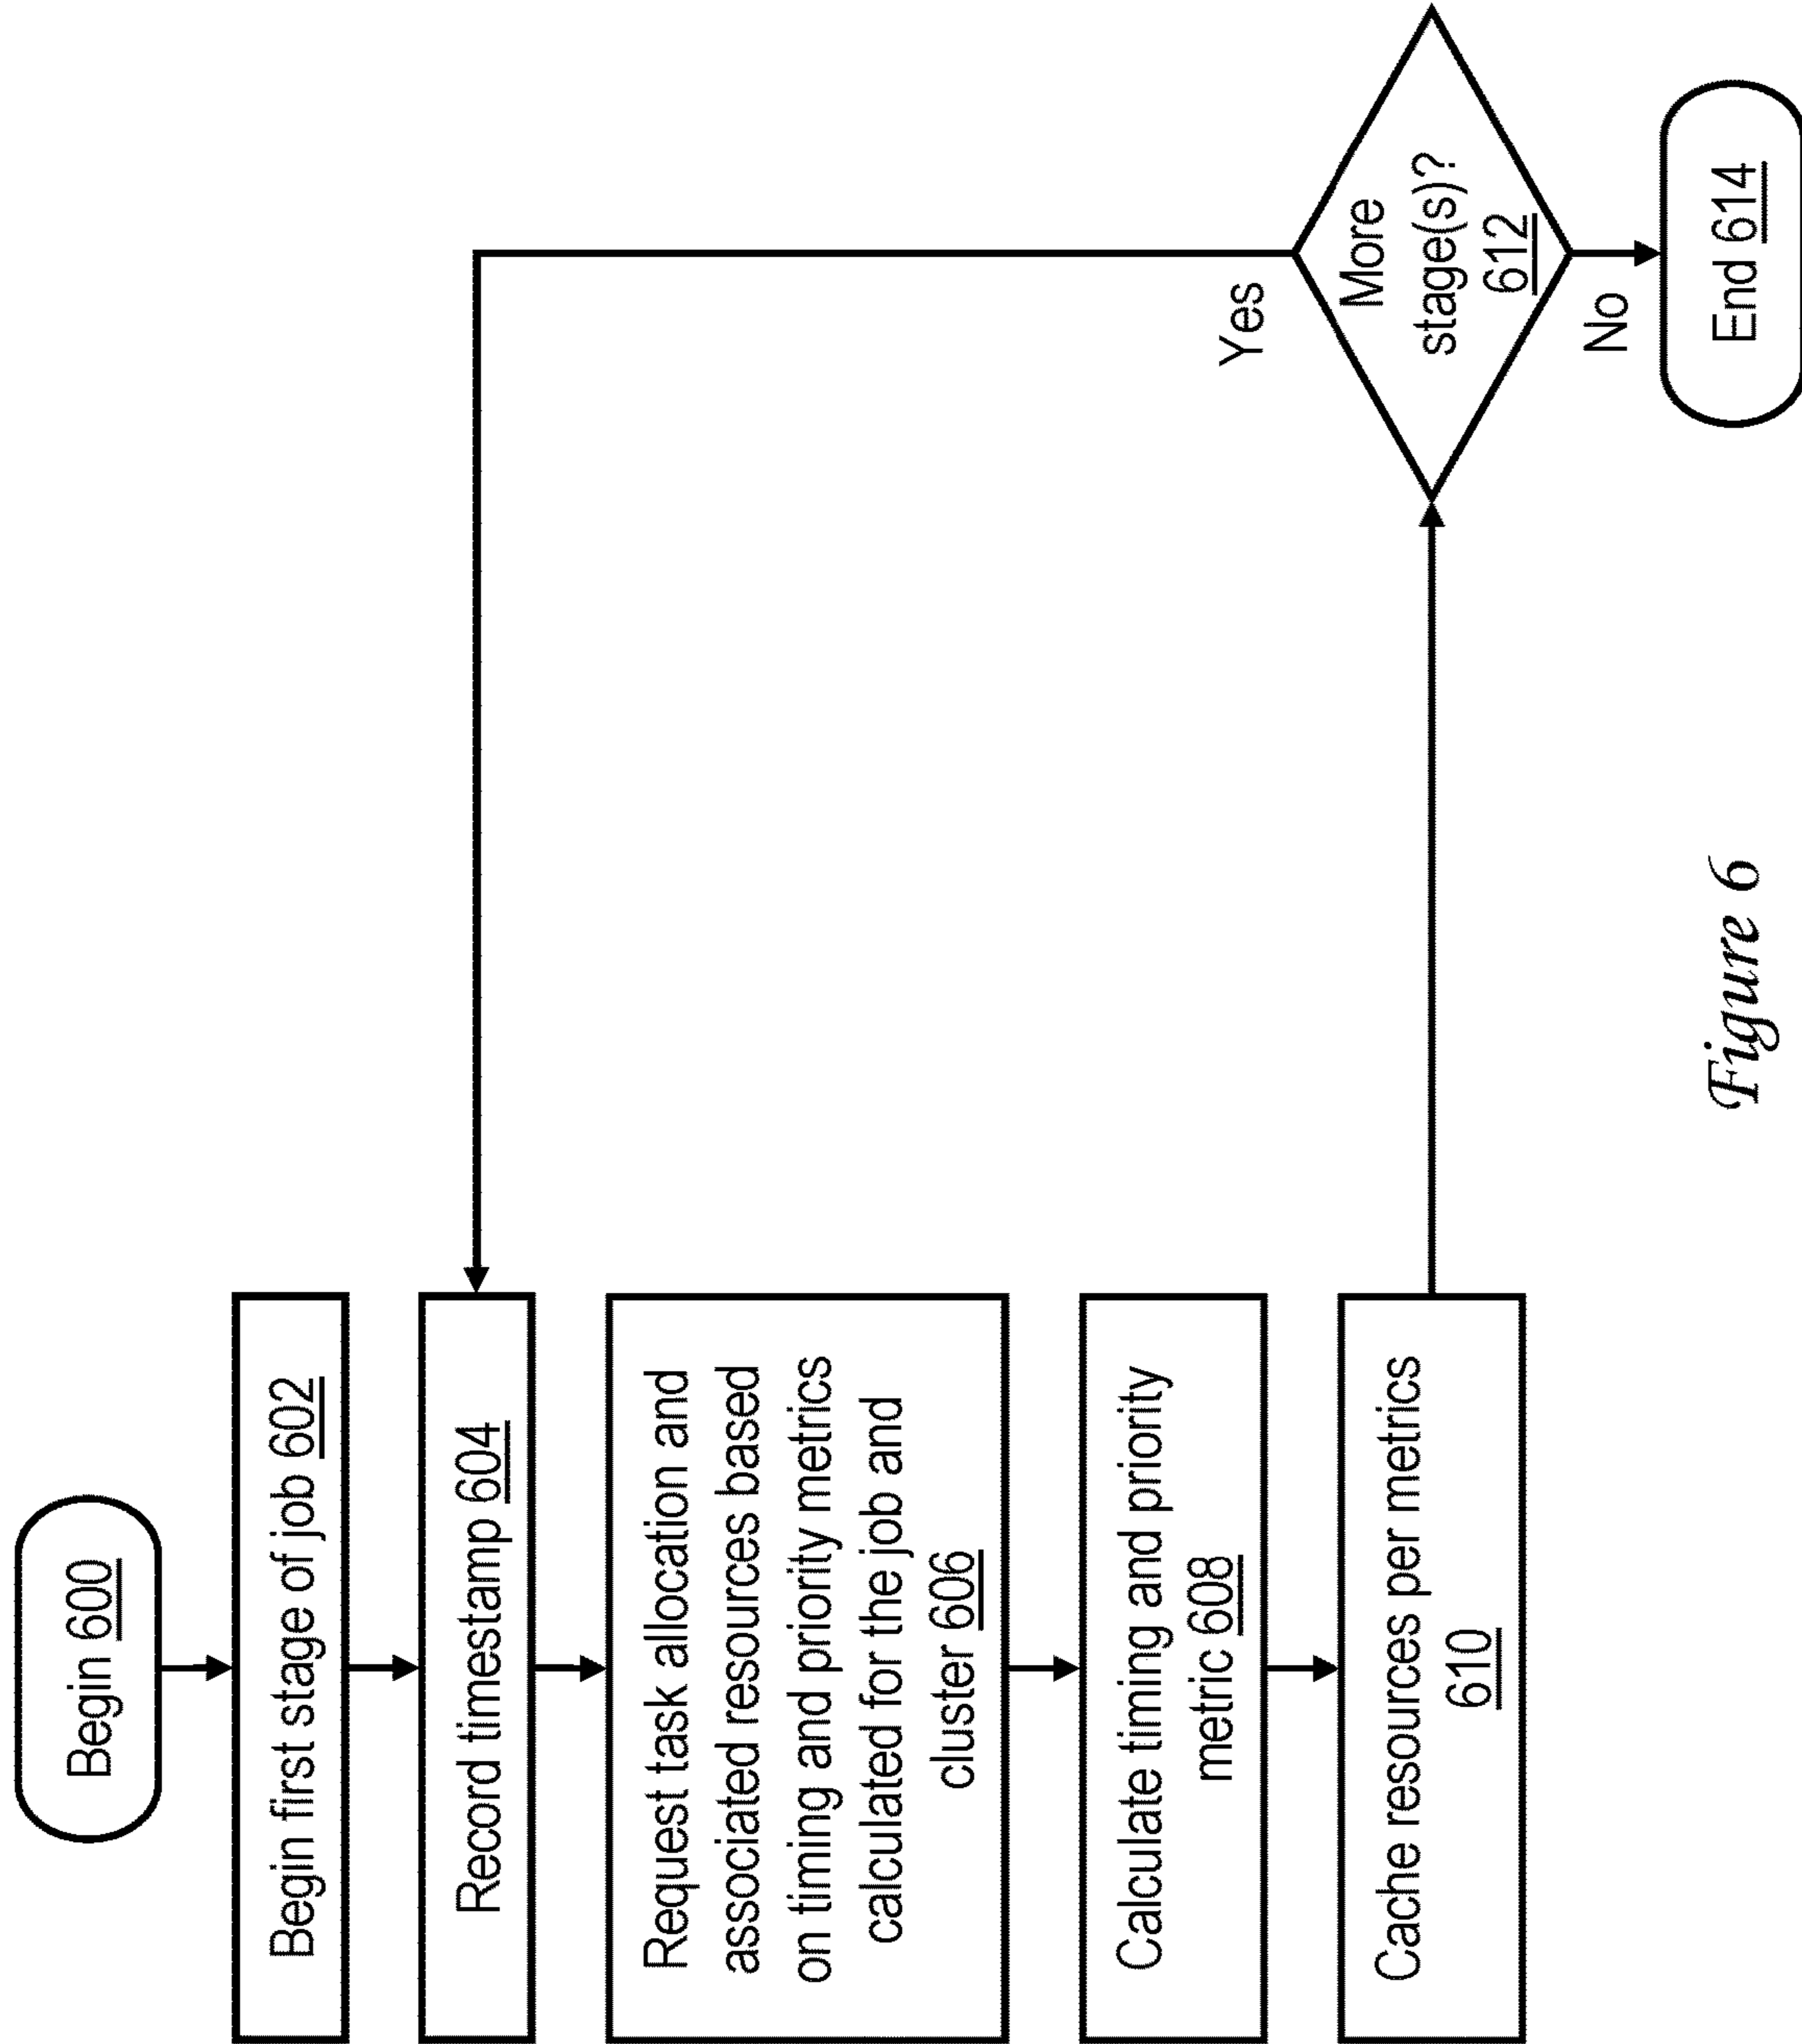 Begin 600
Begin first stage of job 602
Record timestamp 604
Request task allocation and
associated resources based
on timing and priority metrics
calculated for the job and
cluster 606
Calculate timing and priority
metric 608
Cache resources per metrics
610
More
stage(s)?
612
Yes
No
End 614
Figure 6